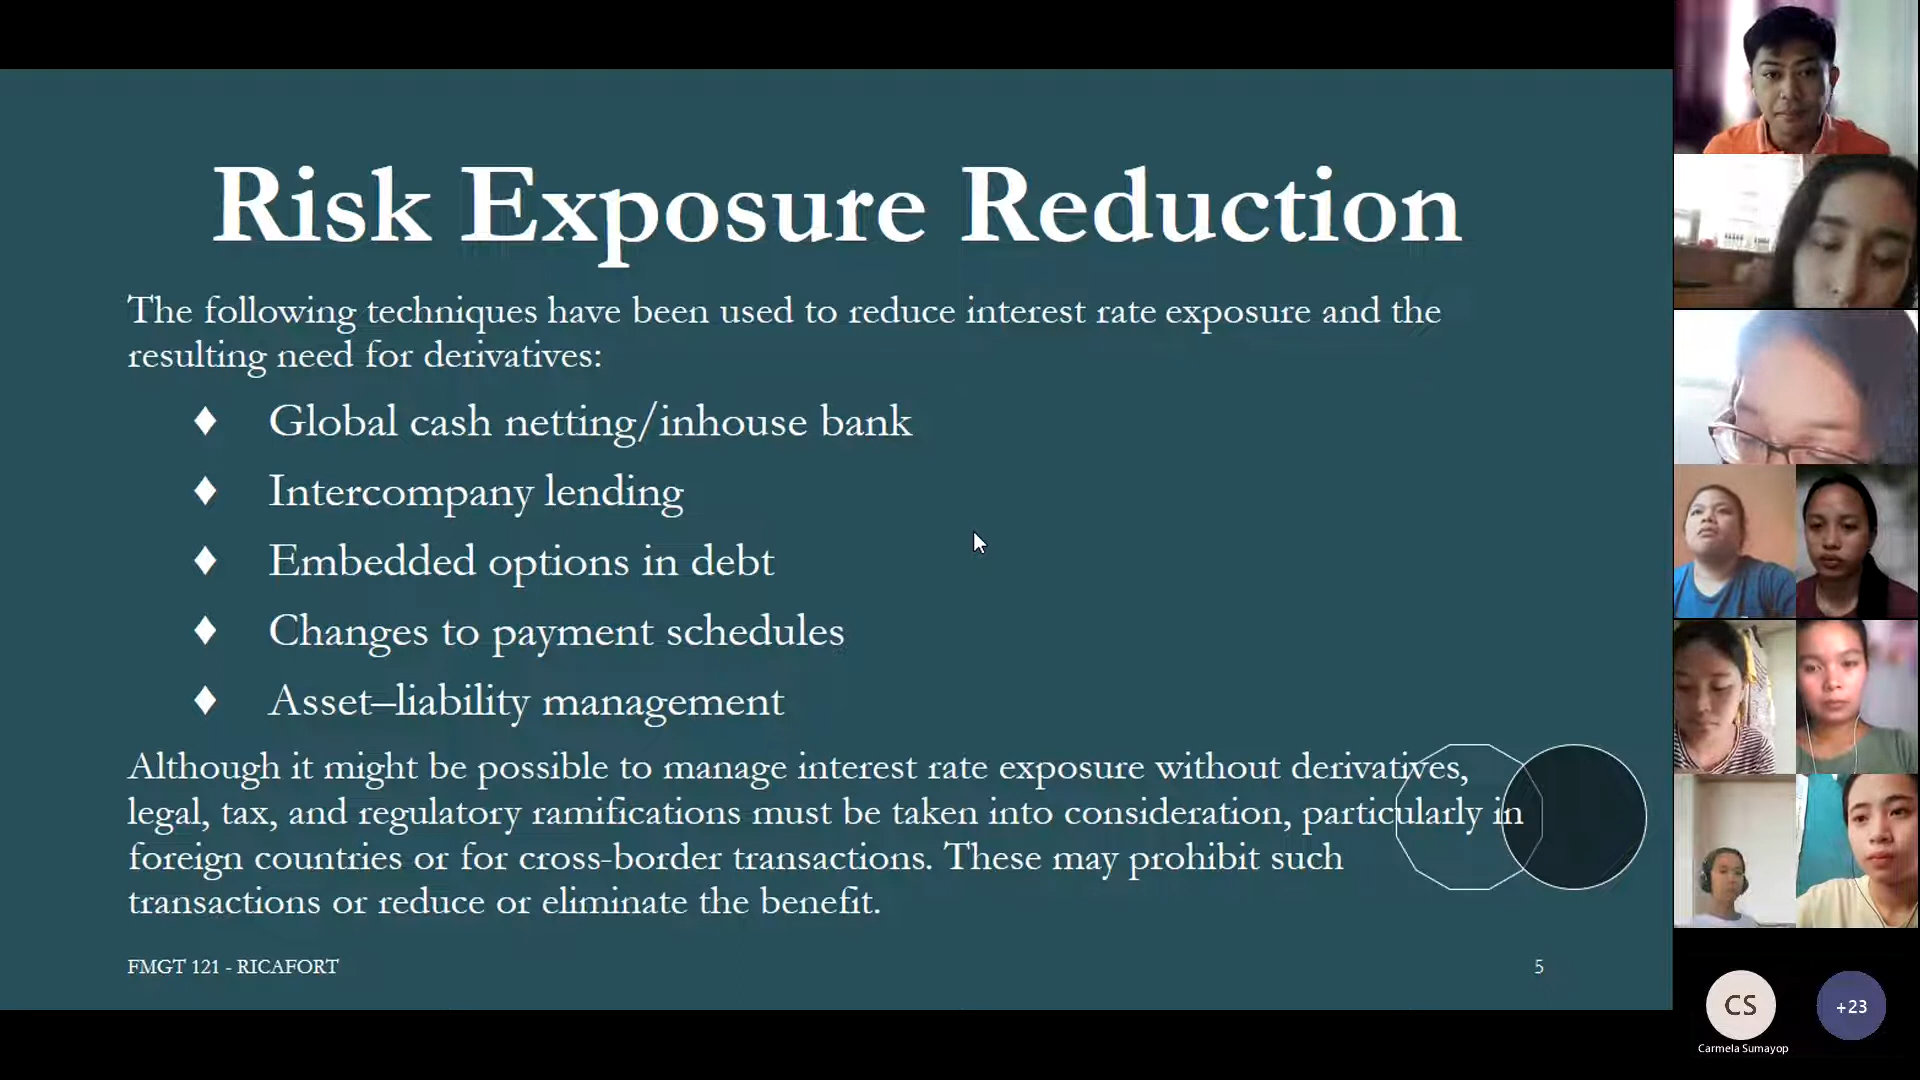 Risk Exposure Reduction
The following techniques have been used to reduce interest rate exposure and the
resulting need for derivatives:
♦ Global cash netting/inhouse bank
♦ Intercompany lending
♦ Embedded options in debt
♦ Changes to payment schedules
♦ Asset–liability management
Although it might be possible to manage interest rate exposure without derivatives,
legal, tax, and regulatory ramifications must be taken into consideration, particularly in
foreign countries or for cross-border transactions. These may prohibit such
transactions or reduce or eliminate the benefit.
FMGT 121 - RICAFORT
5
CS
+23
Carmela Sumayop